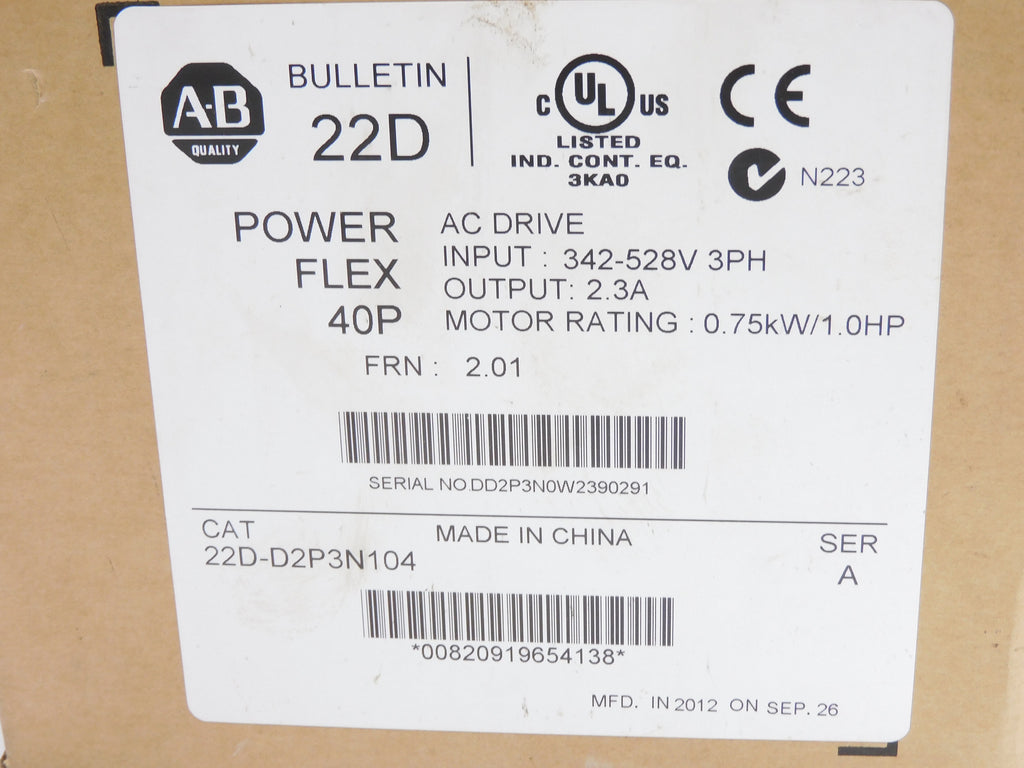 A-B
QUALITY
BULLETIN
22D
C UL US
LISTED
IND. CONT. EQ.
3KA0
CE
N223
POWER
FLEX
40P
AC DRIVE
INPUT : 342-528V 3PH
OUTPUT: 2.3A
MOTOR RATING : 0.75kW/1.0HP
FRN : 2.01
SERIAL NO.DD2P3N0W2390291
CAT
22D-D2P3N104
MADE IN CHINA
SER
A
*00820919654138*
MFD. IN 2012 ON SEP. 26